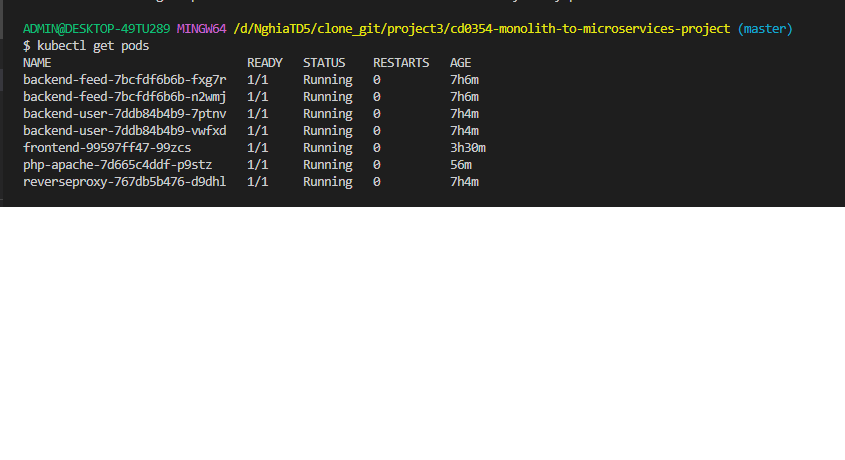 ADMIN@DESKTOP-49TU289 MINGW64 /d/NghiaTD5/clone_git/project3/cd0354-monolith-to-microservices-project (master)
$ kubectl get pods
NAME READY STATUS RESTARTS AGE
backend-feed-7bcfdf6b6b-fxg7r 1/1 Running 0 7h6m
backend-feed-7bcfdf6b6b-n2wmj 1/1 Running 0 7h6m
backend-user-7ddb84b4b9-7ptnv 1/1 Running 0 7h4m
backend-user-7ddb84b4b9-vwfxd 1/1 Running 0 7h4m
frontend-99597ff47-99zcs 1/1 Running 0 3h30m
php-apache-7d665c4ddf-p9stz 1/1 Running 0 56m
reverseproxy-767db5b476-d9dhl 1/1 Running 0 7h4m